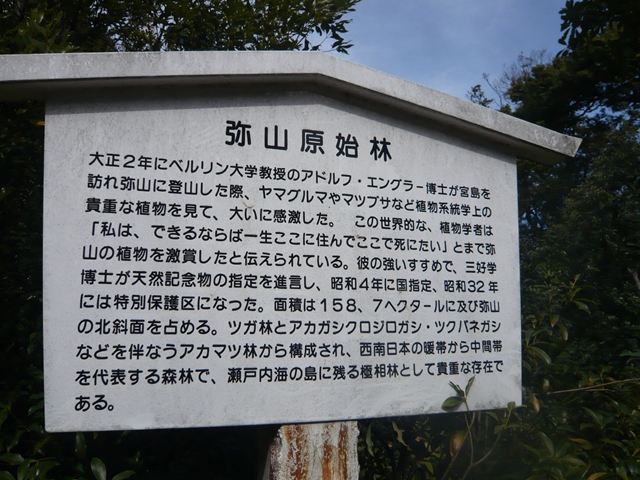 弥山原始林
大正2年にベルリン大学教授のアドルフ・エングラー博士が宮島を
訪れ弥山に登山した際、ヤマグルマやマツブサなど植物系統学上の
貴重な植物を見て、大いに感激した。 この世界的な、植物学者は
「私は、できるならば一生ここに住んでここで死にたい」とまで弥
山の植物を激賞したと伝えられている。彼の強いすすめで、三好学
博士が天然記念物の指定を進言し、昭和4年に国指定、昭和32年
には特別保護区になった。面積は158、7ヘクタールに及び弥山
の北斜面を占める。ツガ林とアカガシクロジロガシ・ツクバネガシ
などを伴なうアカマツ林から構成され、西南日本の暖帯から中間帯
を代表する森林で、瀬戸内海の島に残る極相林として貴重な存在で
ある。